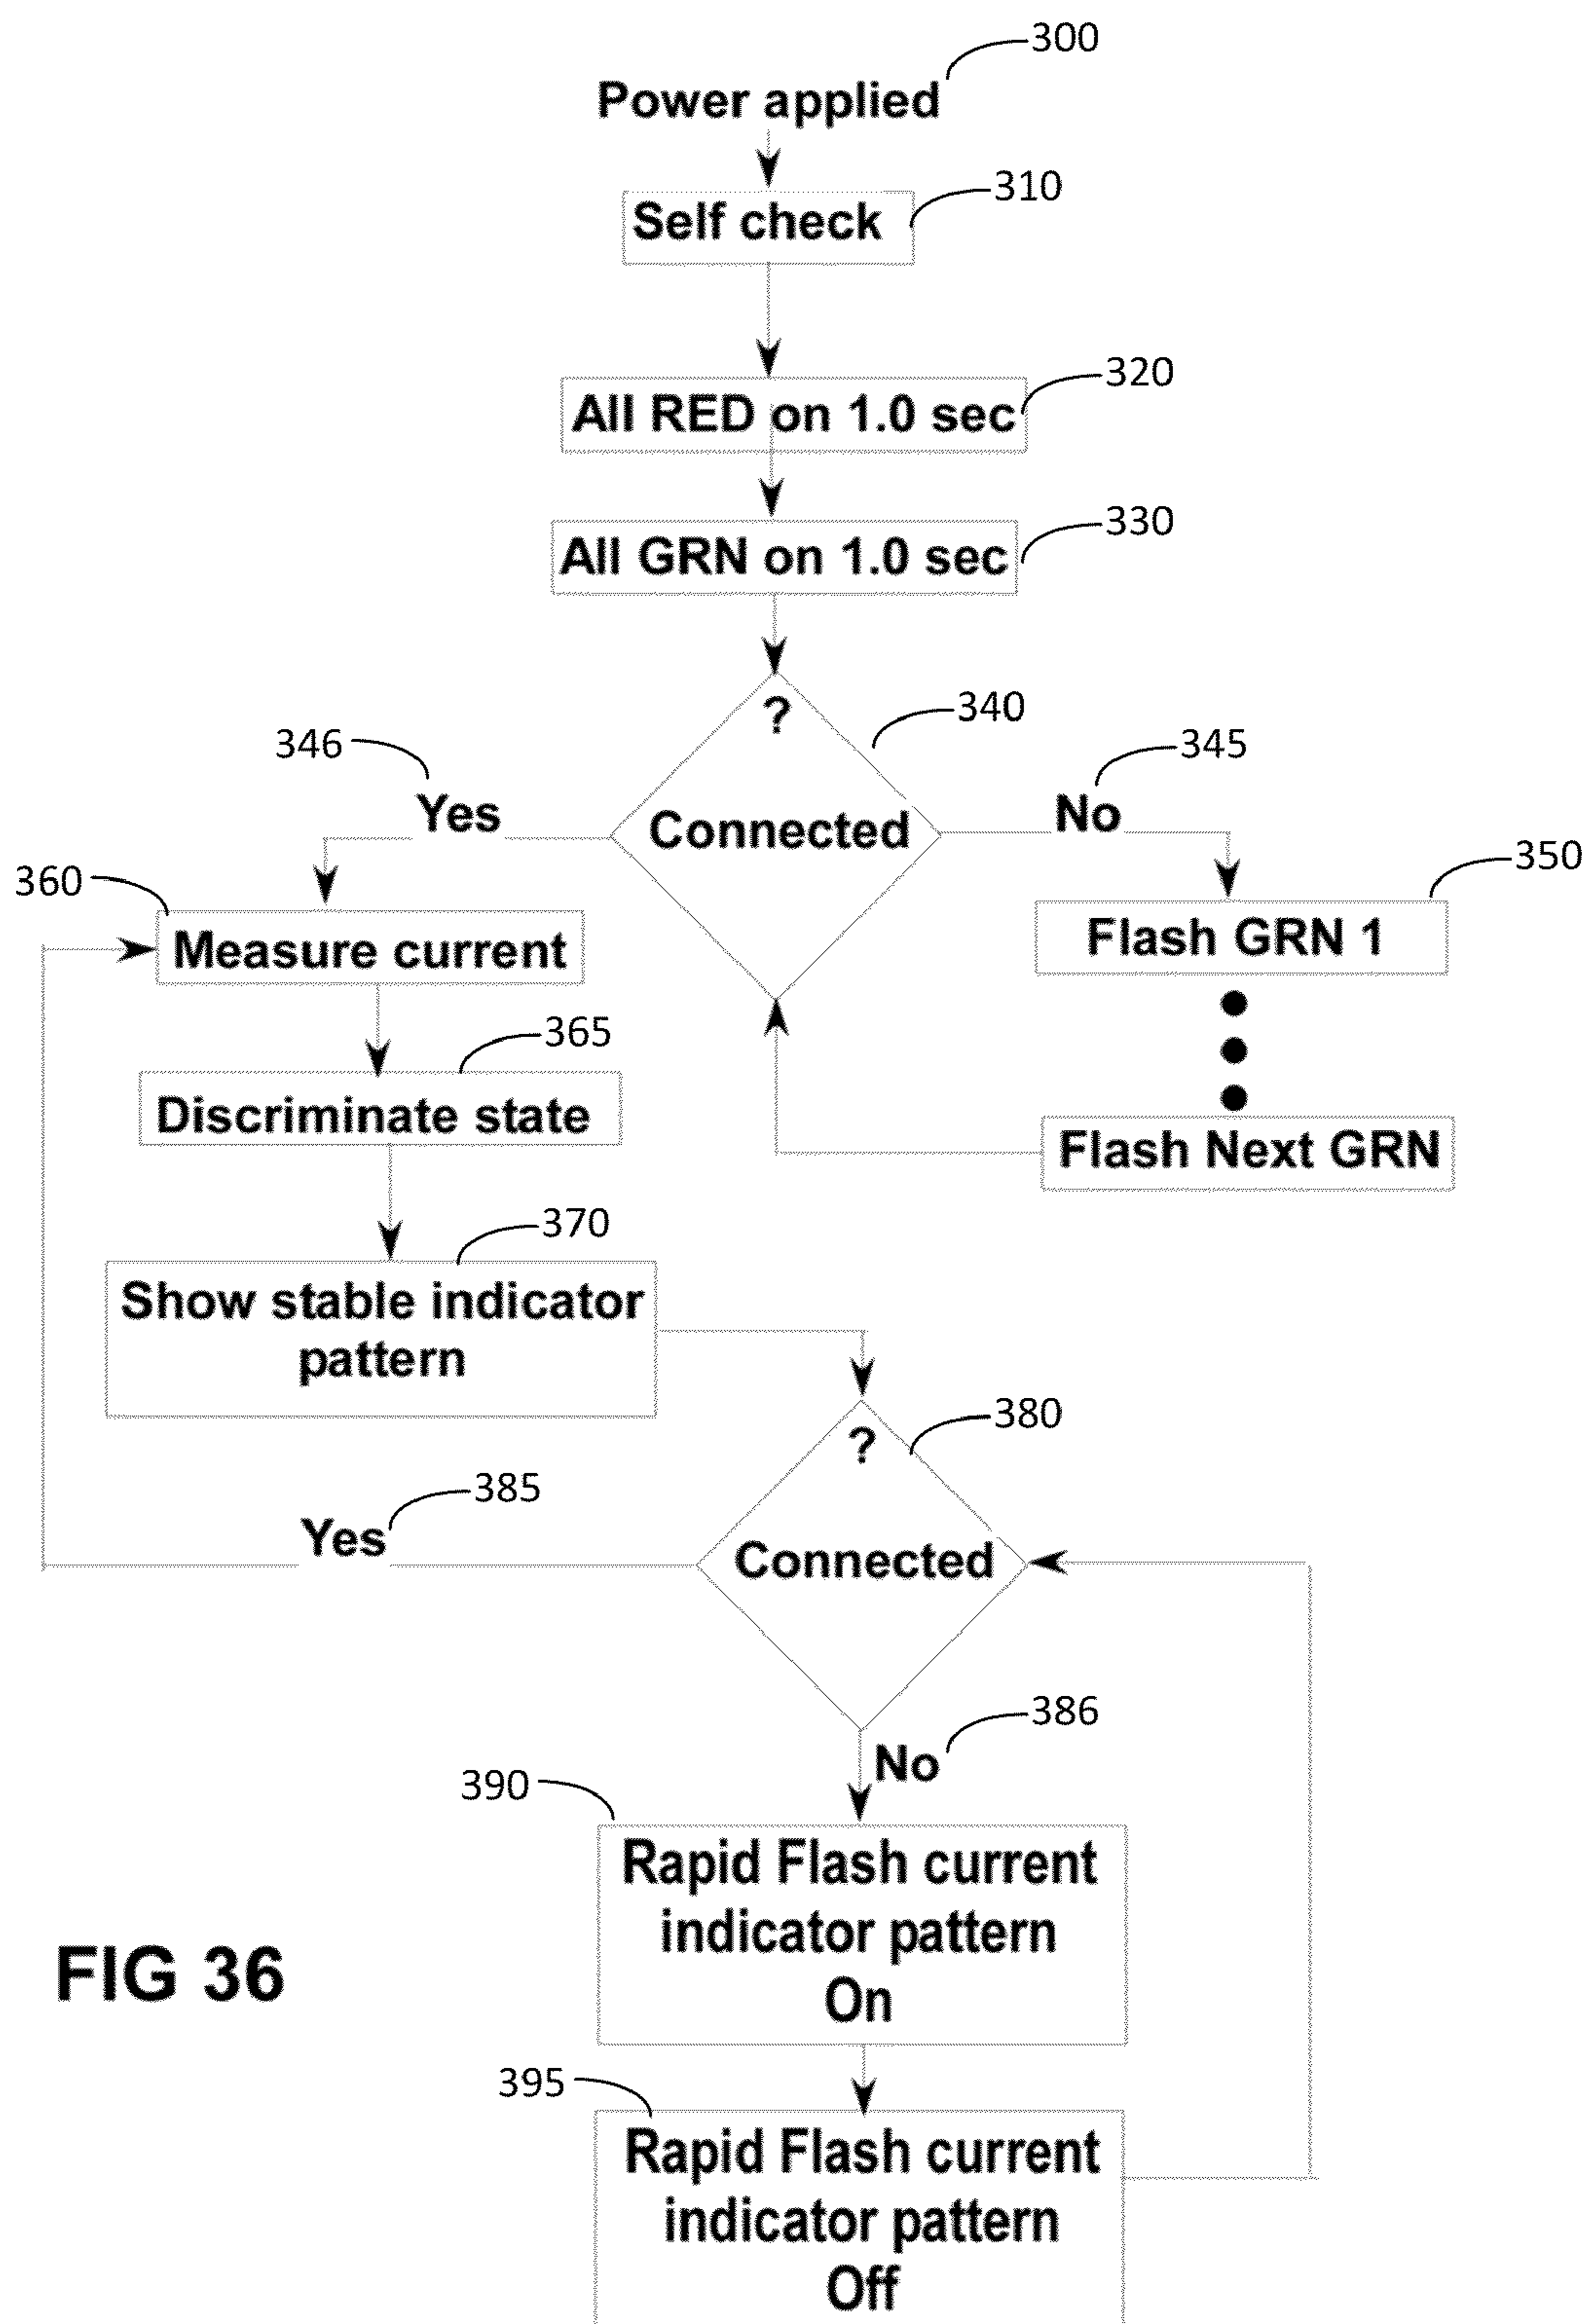 300
Power applied
310
Self check
320
All RED on 1.0 sec
330
All GRN on 1.0 sec
340
?
346
345
Yes
Connected
No
360
350
Measure current
Flash GRN 1
365
Discriminate state
Flash Next GRN
370
Show stable indicator
pattern
380
?
385
Yes
Connected
386
No
390
Rapid Flash current
indicator pattern
On
FIG 36
395
Rapid Flash current
indicator pattern
Off